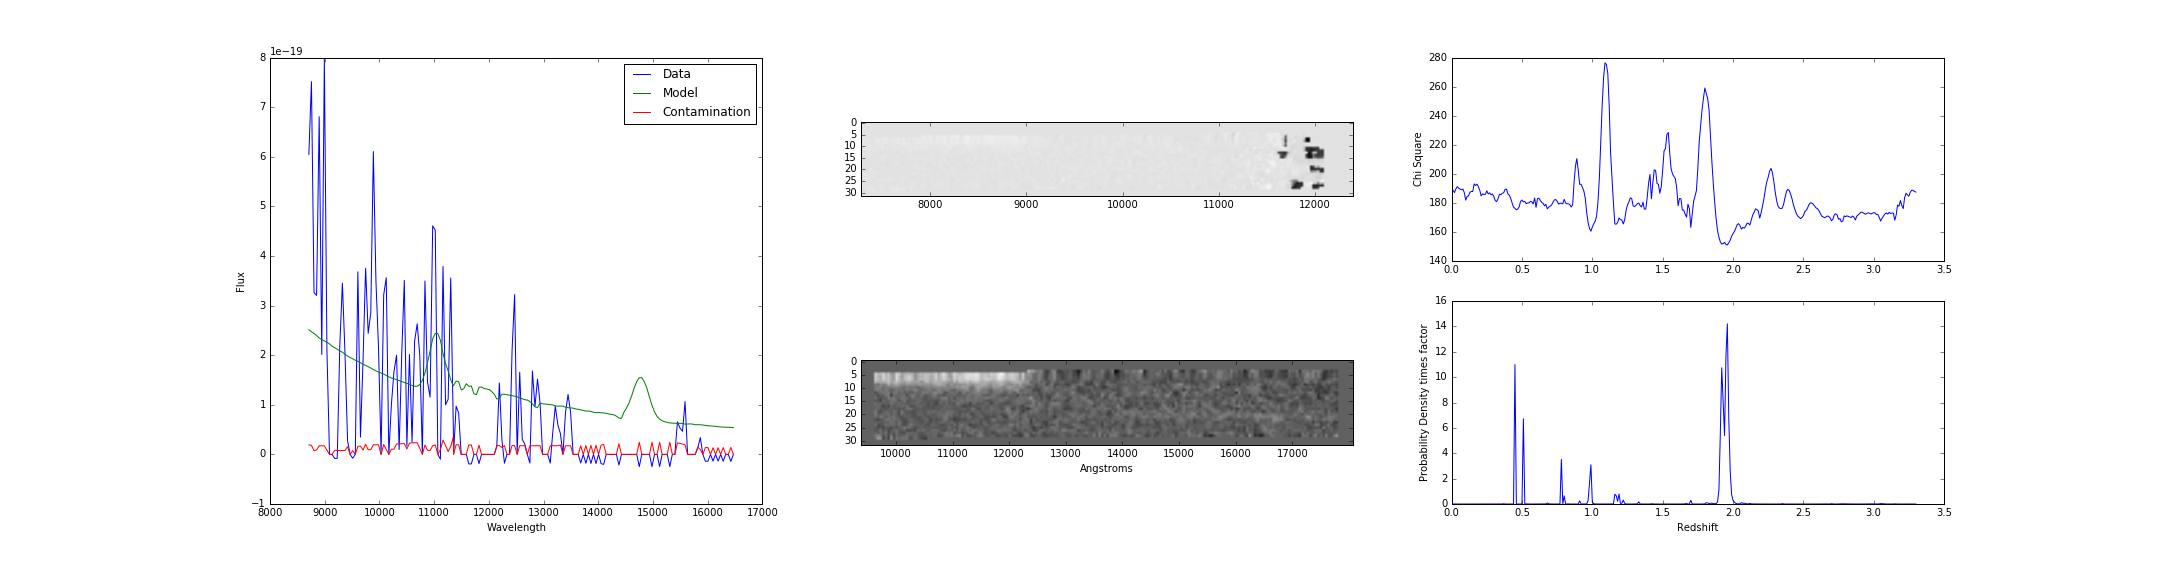 1e−19
8
7
6
5
4
3
2
1
0
−1
8000 9000 10000 11000 12000 13000 14000 15000 16000 17000
Wavelength
Flux
Data
Model
Contamination
0
5
10
15
20
25
30
8000 9000 10000 11000 12000
0
5
10
15
20
25
30
10000 11000 12000 13000 14000 15000 16000 17000
Angstroms
280
260
240
220
200
180
160
140
0.0 0.5 1.0 1.5 2.0 2.5 3.0 3.5
Chi Square
16
14
12
10
8
6
4
2
0
0.0 0.5 1.0 1.5 2.0 2.5 3.0 3.5
Redshift
Probability Density times factor